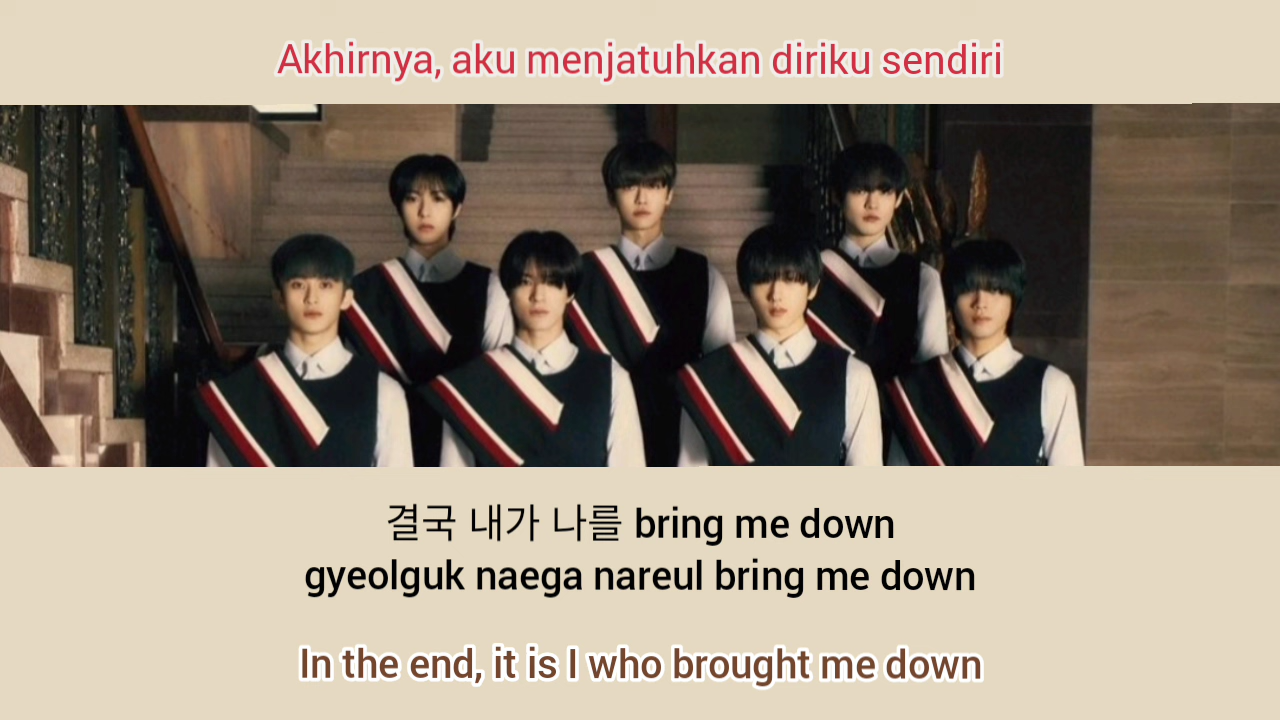 Akhirnya, aku menjatuhkan diriku sendiri
결국 내가 나를 bring me down
gyeolguk naega nareul bring me down
In the end, it is I who brought me down